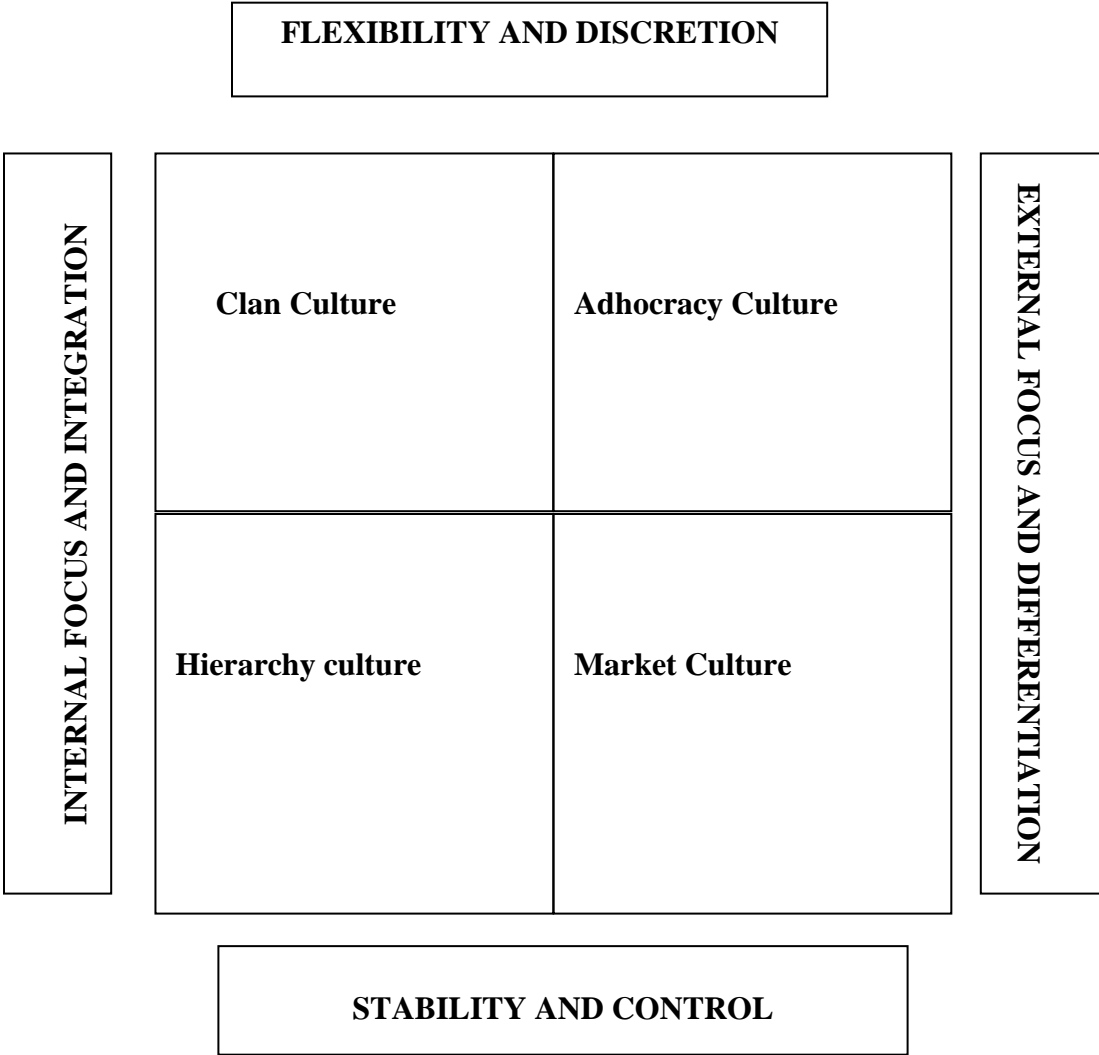 FLEXIBILITY AND DISCRETION
INTERNAL FOCUS AND INTEGRATION
Clan Culture
Adhocracy Culture
EXTERNAL FOCUS AND DIFFERENTIATION
Hierarchy culture
Market Culture
STABILITY AND CONTROL